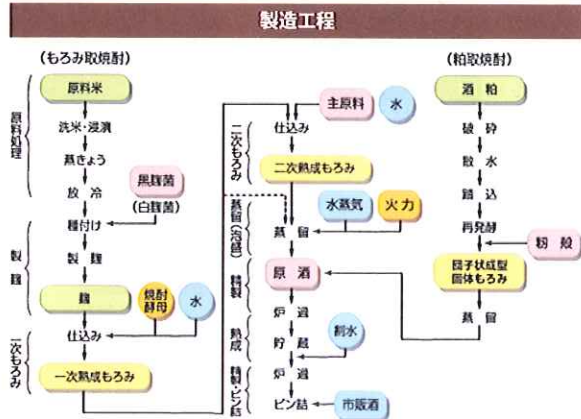 製造工程
(もろみ取焼酎)
原料処理
原料米
洗米・浸漬
蒸きょう
放冷
黒麹菌
(白麹菌)
製麹
種付け
製麹
麹
焼酎
酵母
水
一次もろみ
仕込み
一次熟成もろみ
主原料
水
二次もろみ
仕込み
二次熟成もろみ
水蒸気
火力
蒸留
蒸留
精製
原酒
炉過
熟成
貯蔵
割水
精製・ビン詰
炉過
ビン詰
市販酒
(粕取焼酎)
酒粕
破砕
散水
踏込
再発酵
籾殻
団子状成型
固体もろみ
蒸留